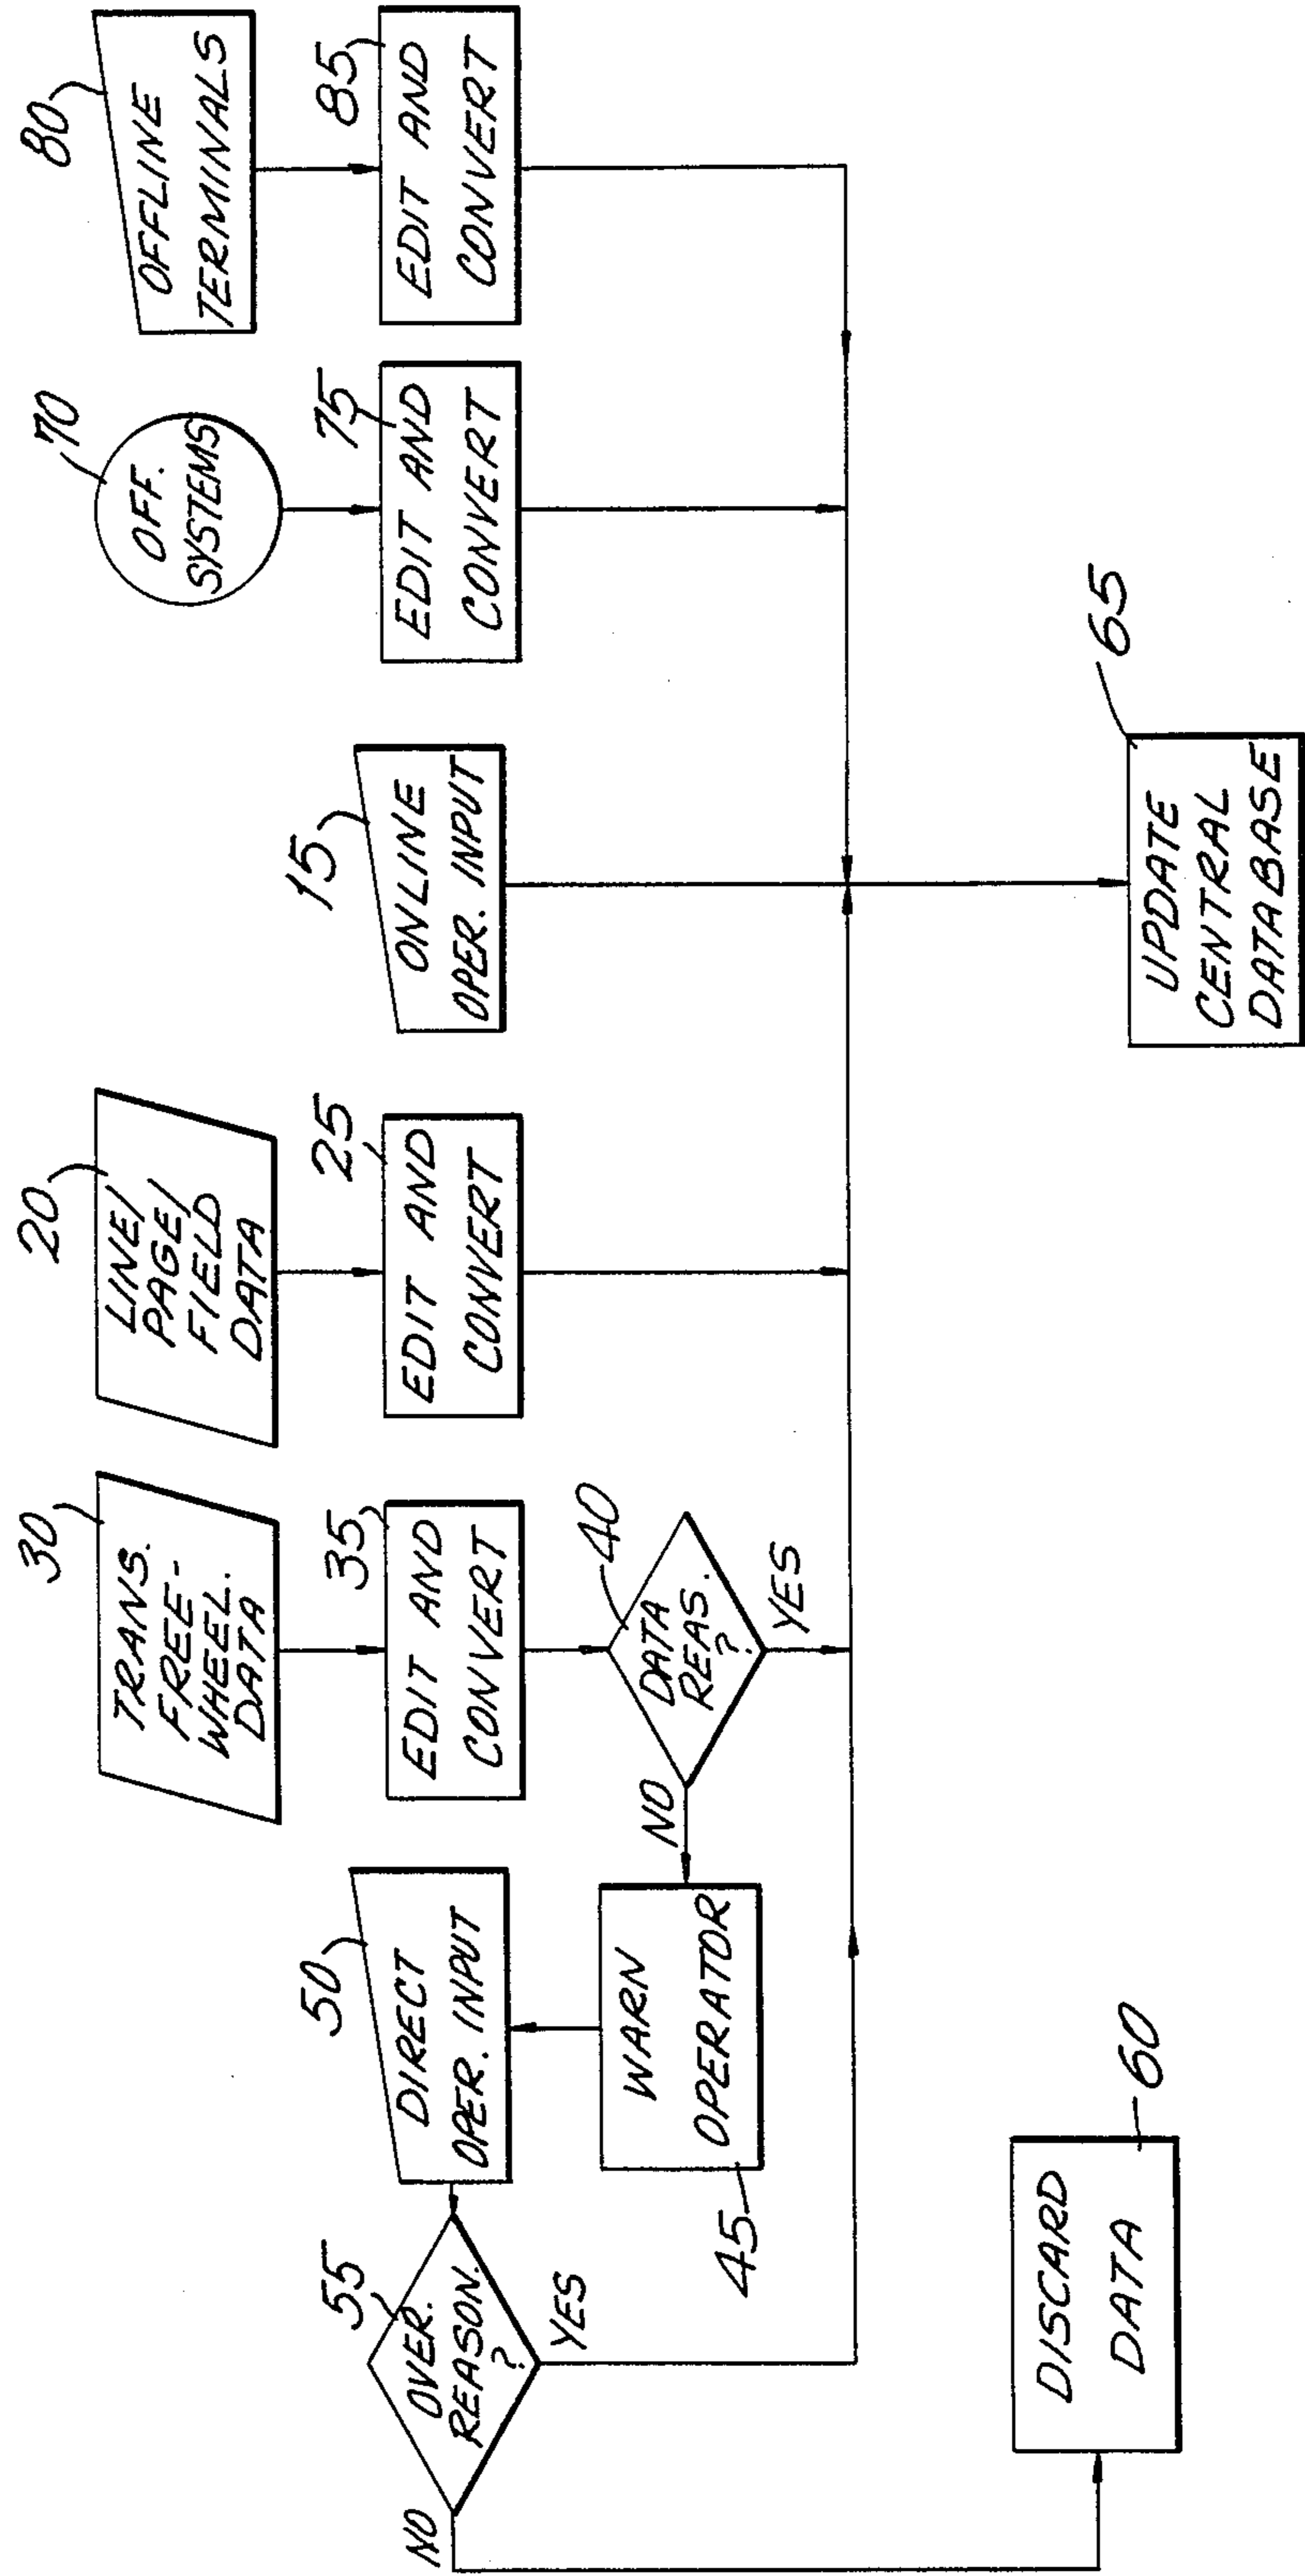 30
TRANS.
FREE-
WHEEL.
DATA
20
LINE/
PAGE/
FIELD
DATA
70
OFF.
SYSTEMS
80
OFFLINE
TERMINALS
55
OVER.
REASON.
?
NO
YES
50
DIRECT
OPER. INPUT
35
EDIT AND
CONVERT
25
EDIT AND
CONVERT
15
ONLINE
OPER. INPUT
75
EDIT AND
CONVERT
85
EDIT AND
CONVERT
45
WARN
OPERATOR
NO
40
DATA
REAS.
?
YES
DISCARD
DATA
60
UPDATE
CENTRAL
DATABASE
65